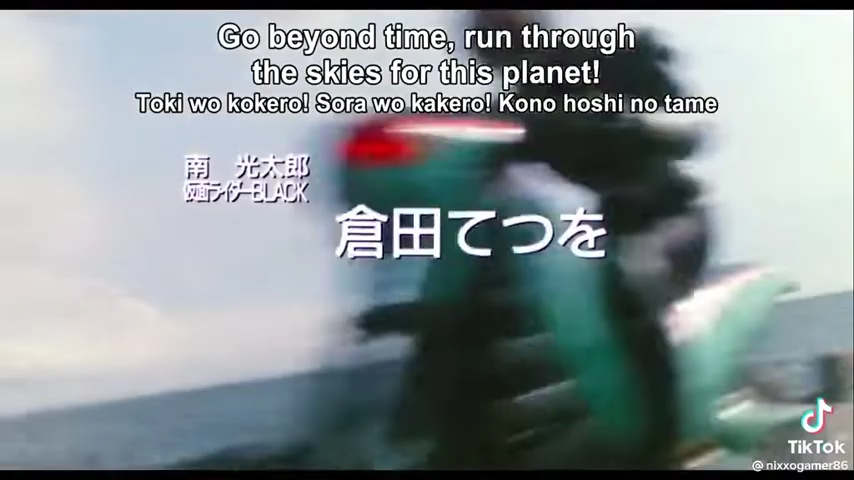 Go beyond time, run through
the skies for this planet!
Toki wo kokero! Sora wo kakero! Kono hoshi no tame
南 光太郎
仮面ライダーBLACK
倉田てつを
TikTok
@nixxogamer86